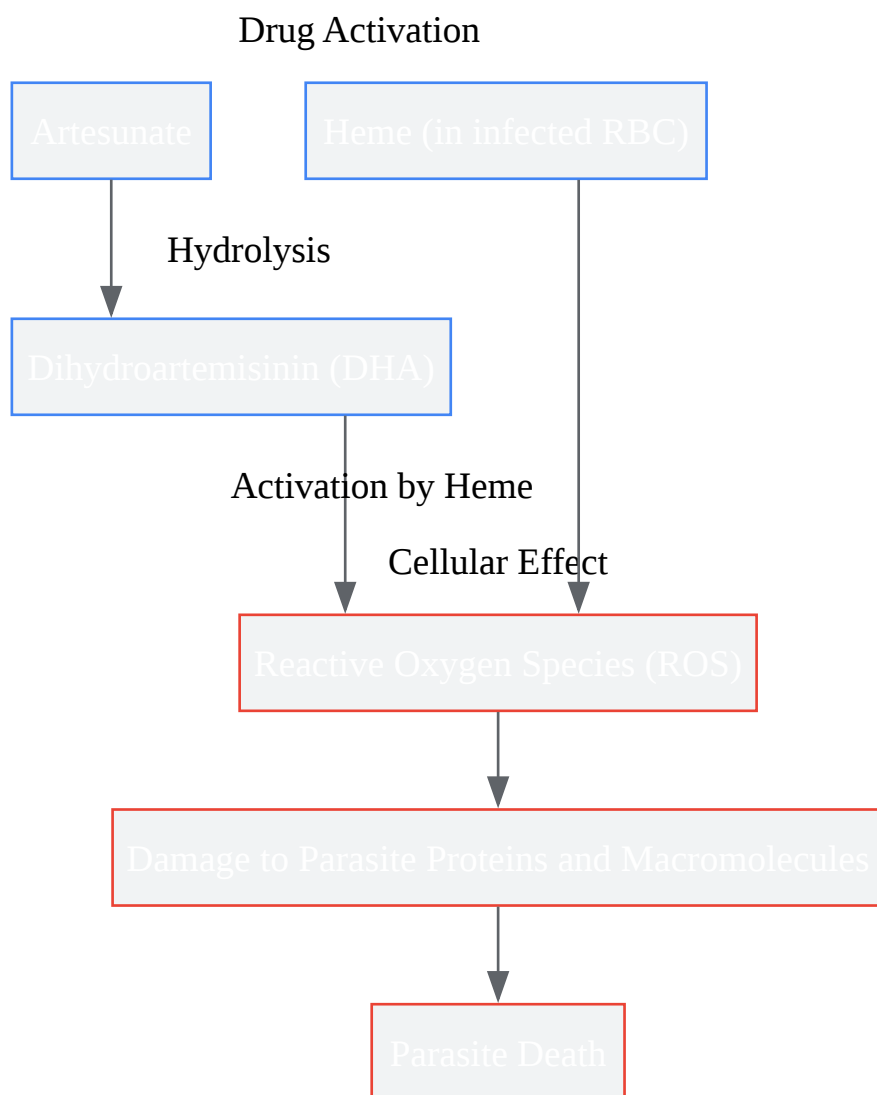 Drug Activation
Artesunate
Heme (in infected RBC)
Hydrolysis
Dihydroartemisinin (DHA)
Activation by Heme
Cellular Effect
Reactive Oxygen Species (ROS)
Damage to Parasite Proteins and Macromolecules
Parasite Death